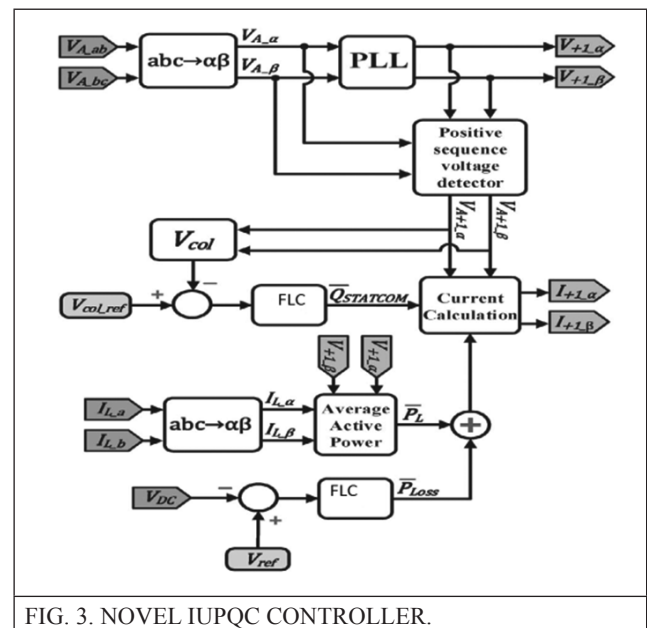 V_A_ab
V_A_bc
abc→αβ
V_A_α
V_A_β
PLL
V_+1_α
V_+1_β
Positive
sequence
voltage
detector
V_A+1_α
V_A+1_β
V_col
V_col_ref
+
−
FLC
Q̅_STATCOM
Current
Calculation
I_+1_α
I_+1_β
V_+1_β
V_+1_α
I_L_a
I_L_b
abc→αβ
I_L_α
I_L_β
Average
Active
Power
P̅_L
+
V_DC
−
+
FLC
P̅_Loss
V_ref
FIG. 3. NOVEL IUPQC CONTROLLER.